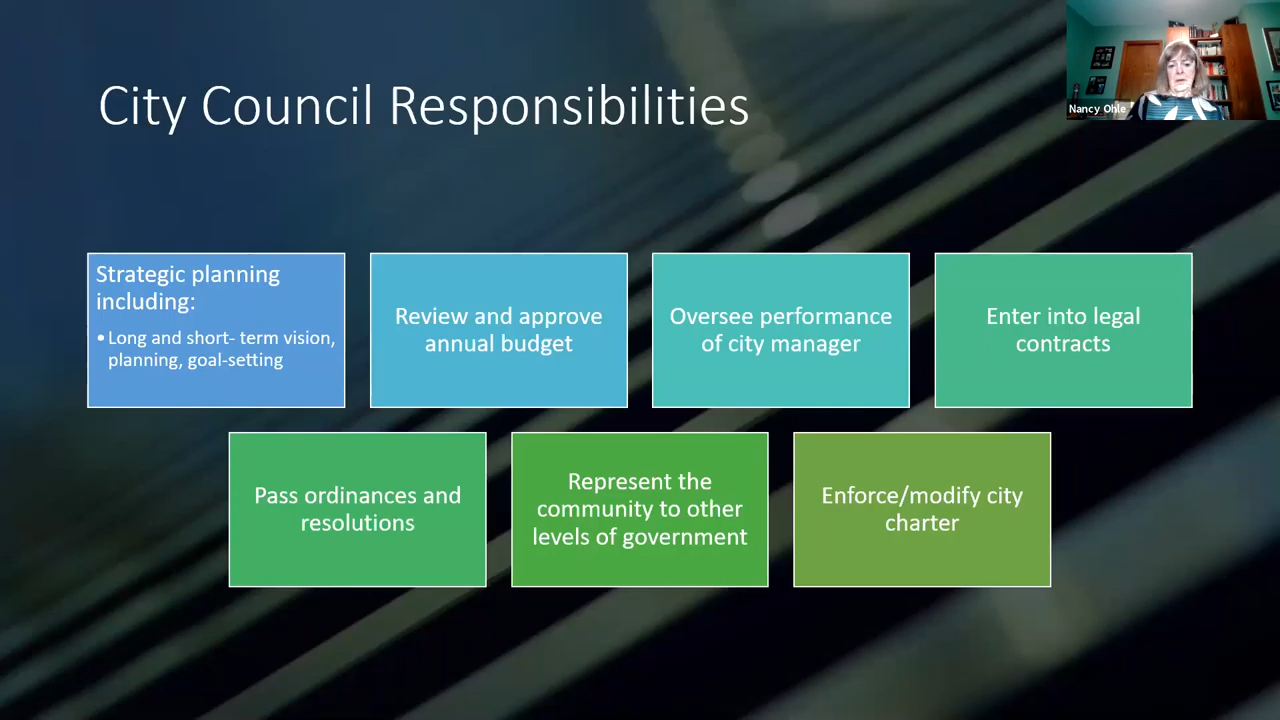 City Council Responsibilities
Nancy Ohle
Strategic planning
including:
• Long and short- term vision,
planning, goal-setting
Review and approve
annual budget
Oversee performance
of city manager
Enter into legal
contracts
Pass ordinances and
resolutions
Represent the
community to other
levels of government
Enforce/modify city
charter